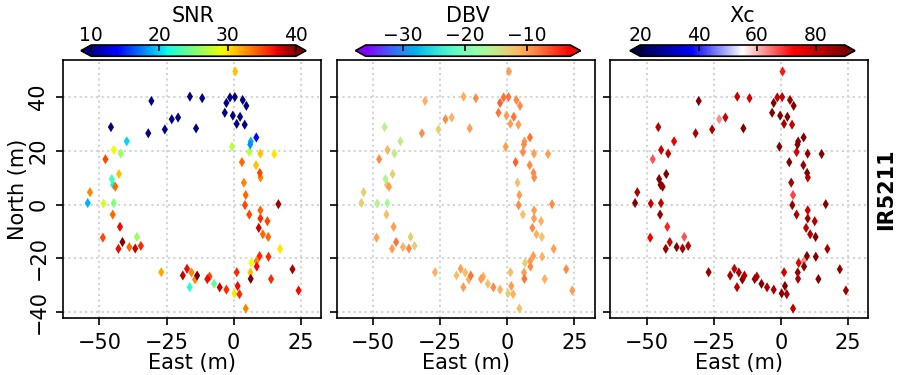 SNR
DBV
Xc
10 20 30 40
−30 −20 −10
20 40 60 80
40
20
0
−20
−40
North (m)
−50 −25 0 25
−50 −25 0 25
−50 −25 0 25
East (m)
East (m)
East (m)
IR5211